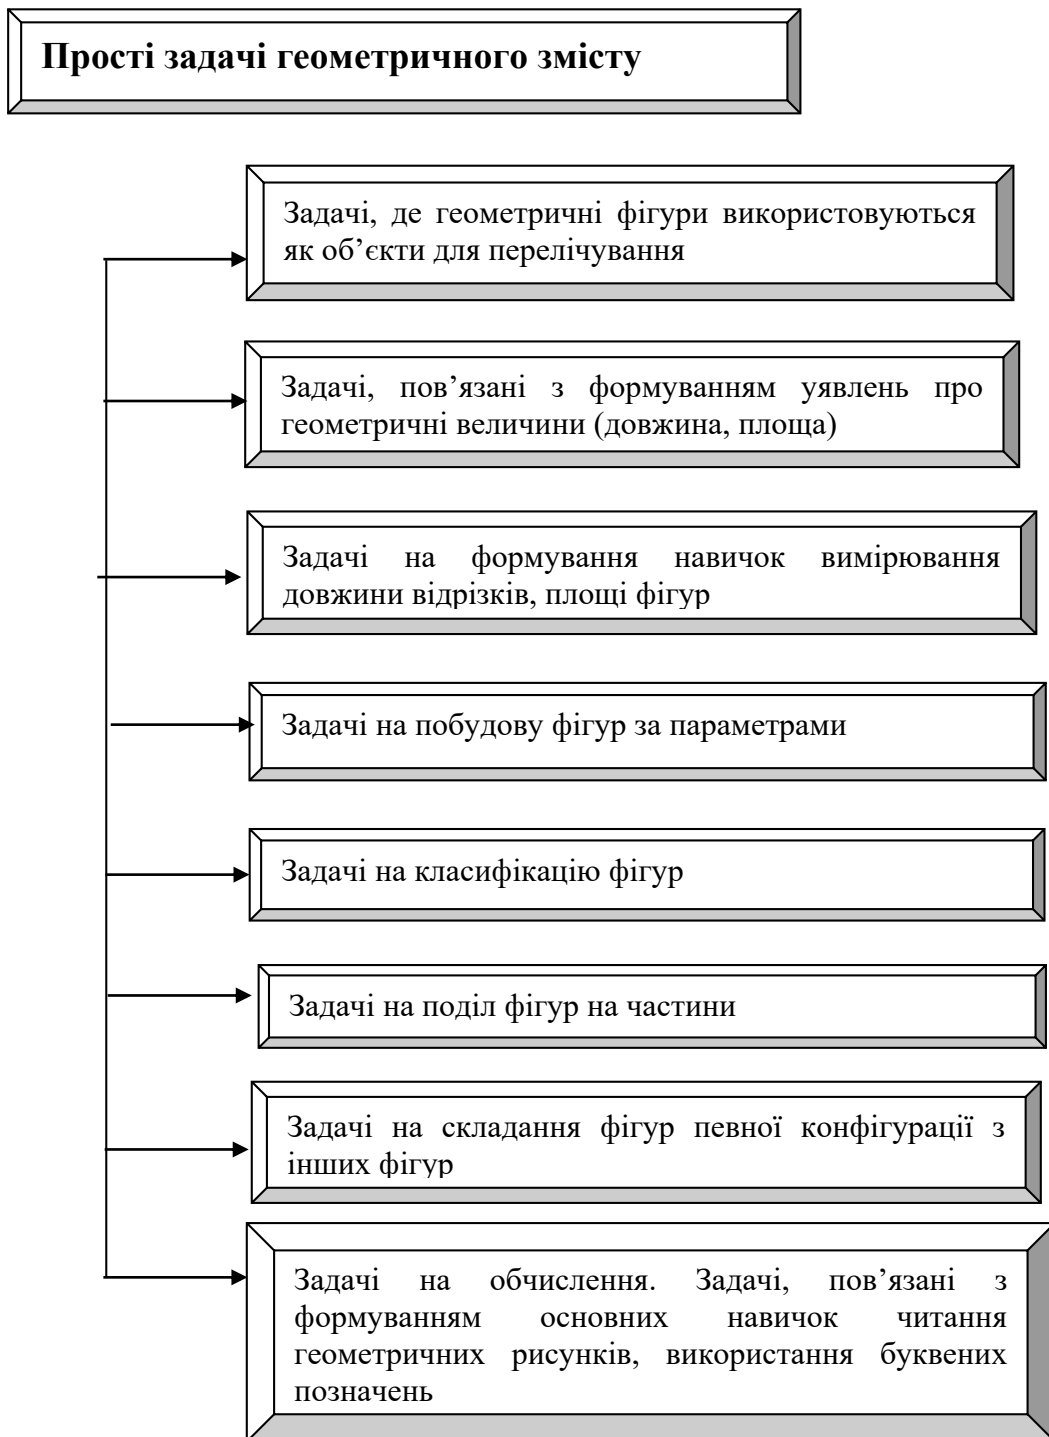 Прості задачі геометричного змісту
Задачі, де геометричні фігури використовуються
як об’єкти для перелічування
Задачі, пов’язані з формуванням уявлень про
геометричні величини (довжина, площа)
Задачі на формування навичок вимірювання
довжини відрізків, площі фігур
Задачі на побудову фігур за параметрами
Задачі на класифікацію фігур
Задачі на поділ фігур на частини
Задачі на складання фігур певної конфігурації з
інших фігур
Задачі на обчислення. Задачі, пов’язані з
формуванням основних навичок читання
геометричних рисунків, використання буквених
позначень